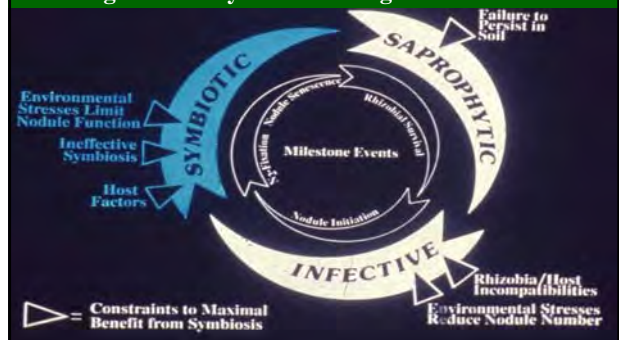 Failure to
Persist in
Soil
SAPROPHYTIC
SYMBIOTIC
Environmental
Stresses Limit
Nodule Function
Ineffective
Symbiosis
Host
Factors
Nodule Senescence
Rhizobial Survival
N₂-Fixation
Milestone Events
Nodule Initiation
INFECTIVE
Rhizobia/Host
Incompatibilities
Environmental Stresses
Reduce Nodule Number
= Constraints to Maximal
Benefit from Symbiosis